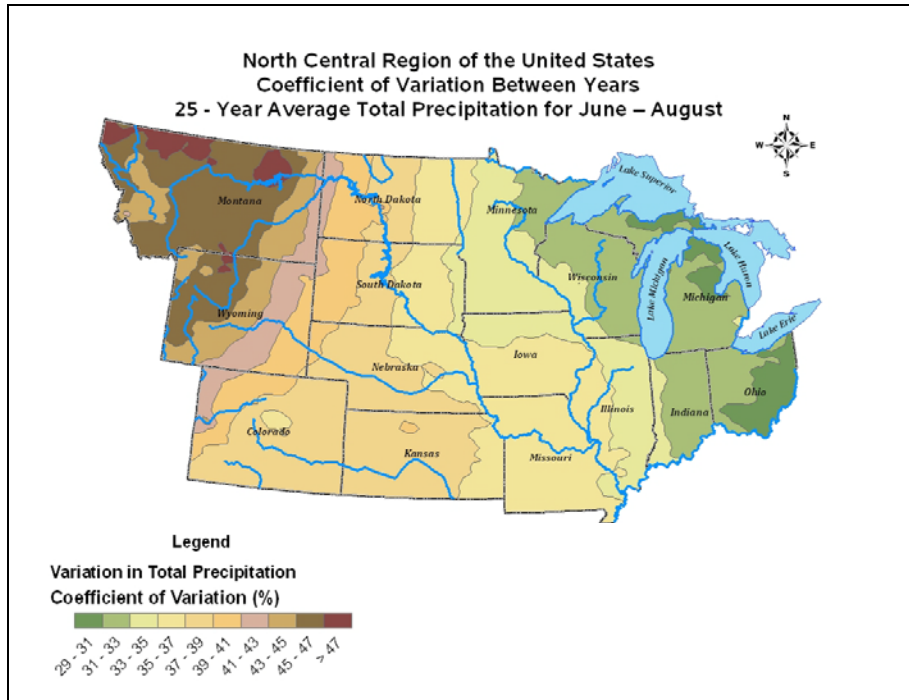 North Central Region of the United States
Coefficient of Variation Between Years
25 - Year Average Total Precipitation for June – August
N
W E
S
Lake Superior
Montana
North Dakota
Minnesota
Lake Huron
Wisconsin
Lake Michigan
Michigan
South Dakota
Wyoming
Lake Erie
Iowa
Nebraska
Ohio
Illinois
Indiana
Colorado
Kansas
Missouri
Legend
Variation in Total Precipitation
Coefficient of Variation (%)
29 - 31
31 - 33
33 - 35
35 - 37
37 - 39
39 - 41
41 - 43
43 - 45
45 - 47
> 47